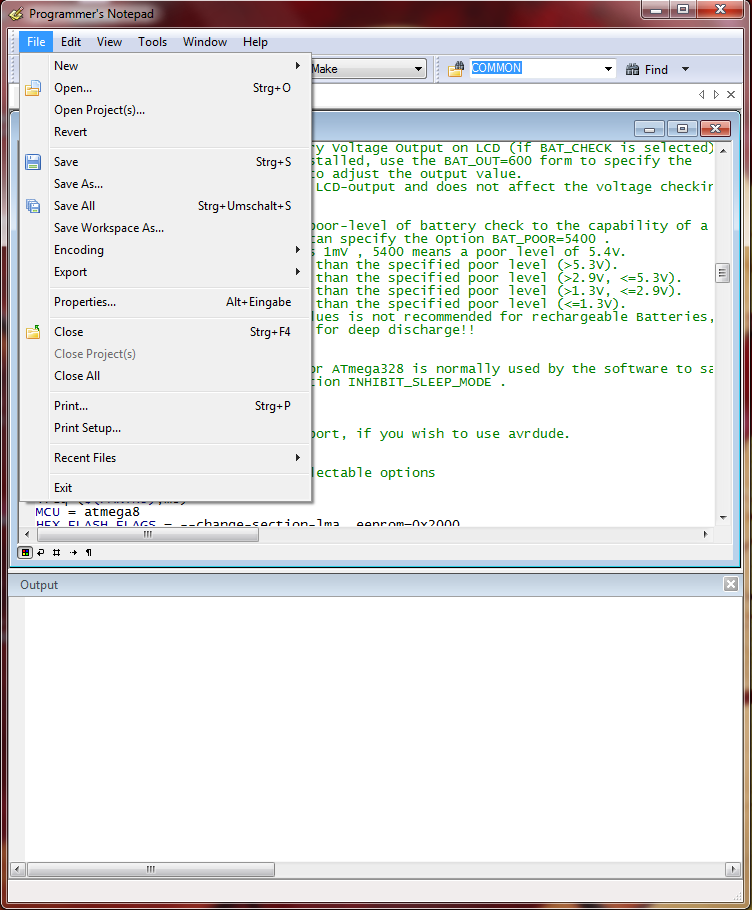 Programmer's Notepad
File Edit View Tools Window Help
Make COMMON Find
New
Open... Strg+O
Open Project(s)...
Revert
Save Strg+S
Save As...
Save All Strg+Umschalt+S
Save Workspace As...
Encoding
Export
Properties... Alt+Eingabe
Close Strg+F4
Close Project(s)
Close All
Print... Strg+P
Print Setup...
Recent Files
Exit
ry Voltage Output on LCD (if BAT_CHECK is selected)
stalled, use the BAT_OUT=600 form to specify the
to adjust the output value.
LCD-output and does not affect the voltage checkin
poor-level of battery check to the capability of a
can specify the Option BAT_POOR=5400 .
s 1mV , 5400 means a poor level of 5.4V.
than the specified poor level (>5.3V).
than the specified poor level (>2.9V, <=5.3V).
than the specified poor level (>1.3V, <=2.9V).
than the specified poor level (<=1.3V).
lues is not recommended for rechargeable Batteries,
for deep discharge!!
or ATmega328 is normally used by the software to sa
tion INHIBIT_SLEEP_MODE .
port, if you wish to use avrdude.
lectable options
MCU = atmega8
HEX_FLASH_FLAGS = --change-section-lma .eeprom=0x2000
Output